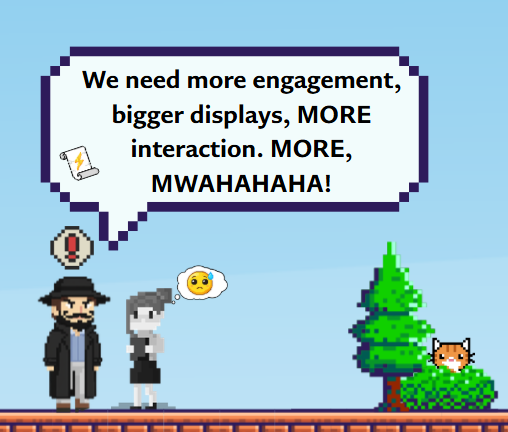 We need more engagement,
bigger displays, MORE
interaction. MORE,
MWAHAHAHA!